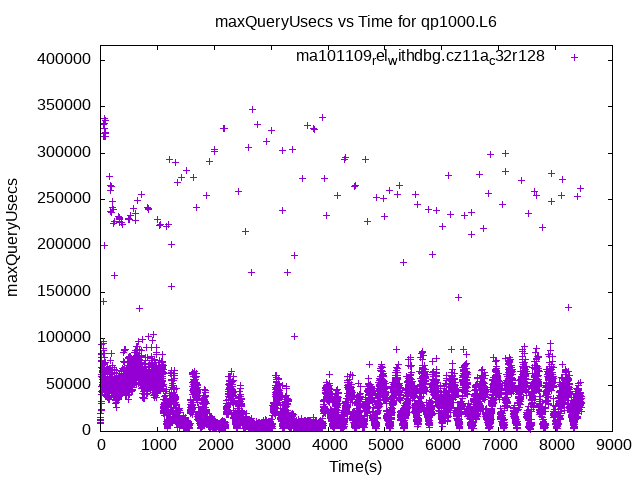 maxQueryUsecs vs Time for qp1000.L6
ma101109relwithdbg.cz11ac32r128
400000
350000
300000
250000
200000
150000
100000
50000
0
maxQueryUsecs
0 1000 2000 3000 4000 5000 6000 7000 8000 9000
Time(s)